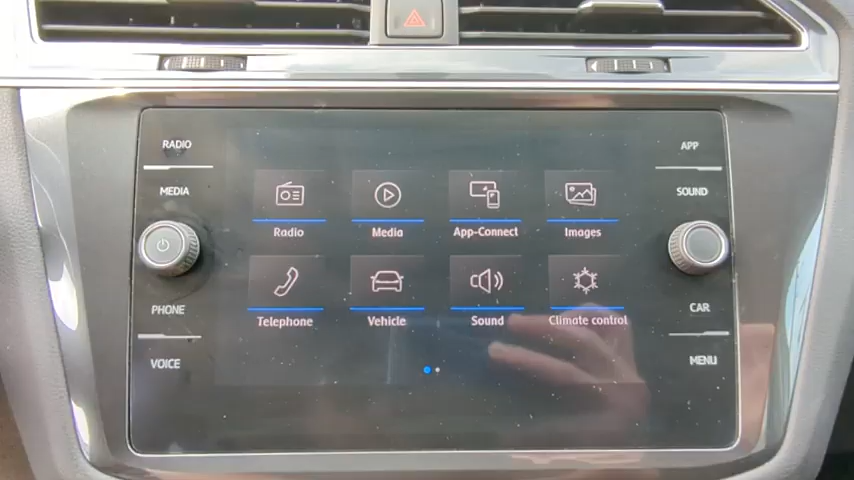 RADIO
MEDIA
PHONE
VOICE
Radio
Media
App-Connect
Images
Telephone
Vehicle
Sound
Climate control
APP
SOUND
CAR
MENU